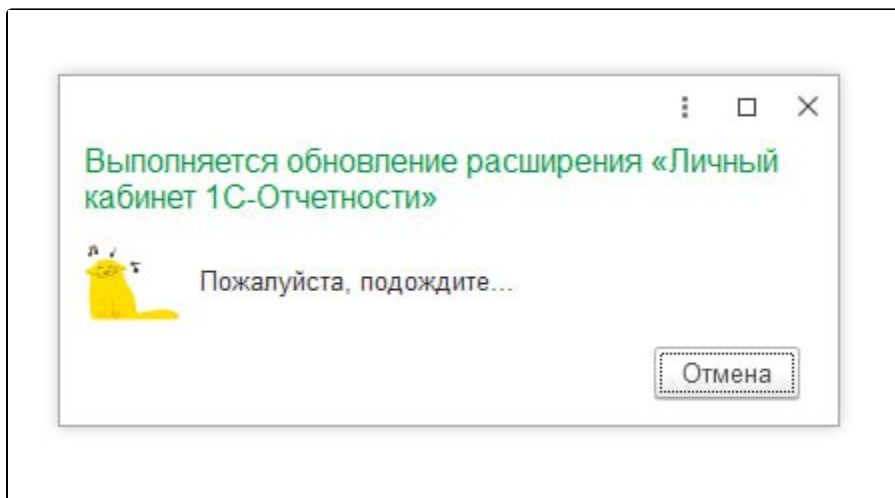 Выполняется обновление расширения «Личный
кабинет 1С-Отчетности»
Пожалуйста, подождите...
Отмена